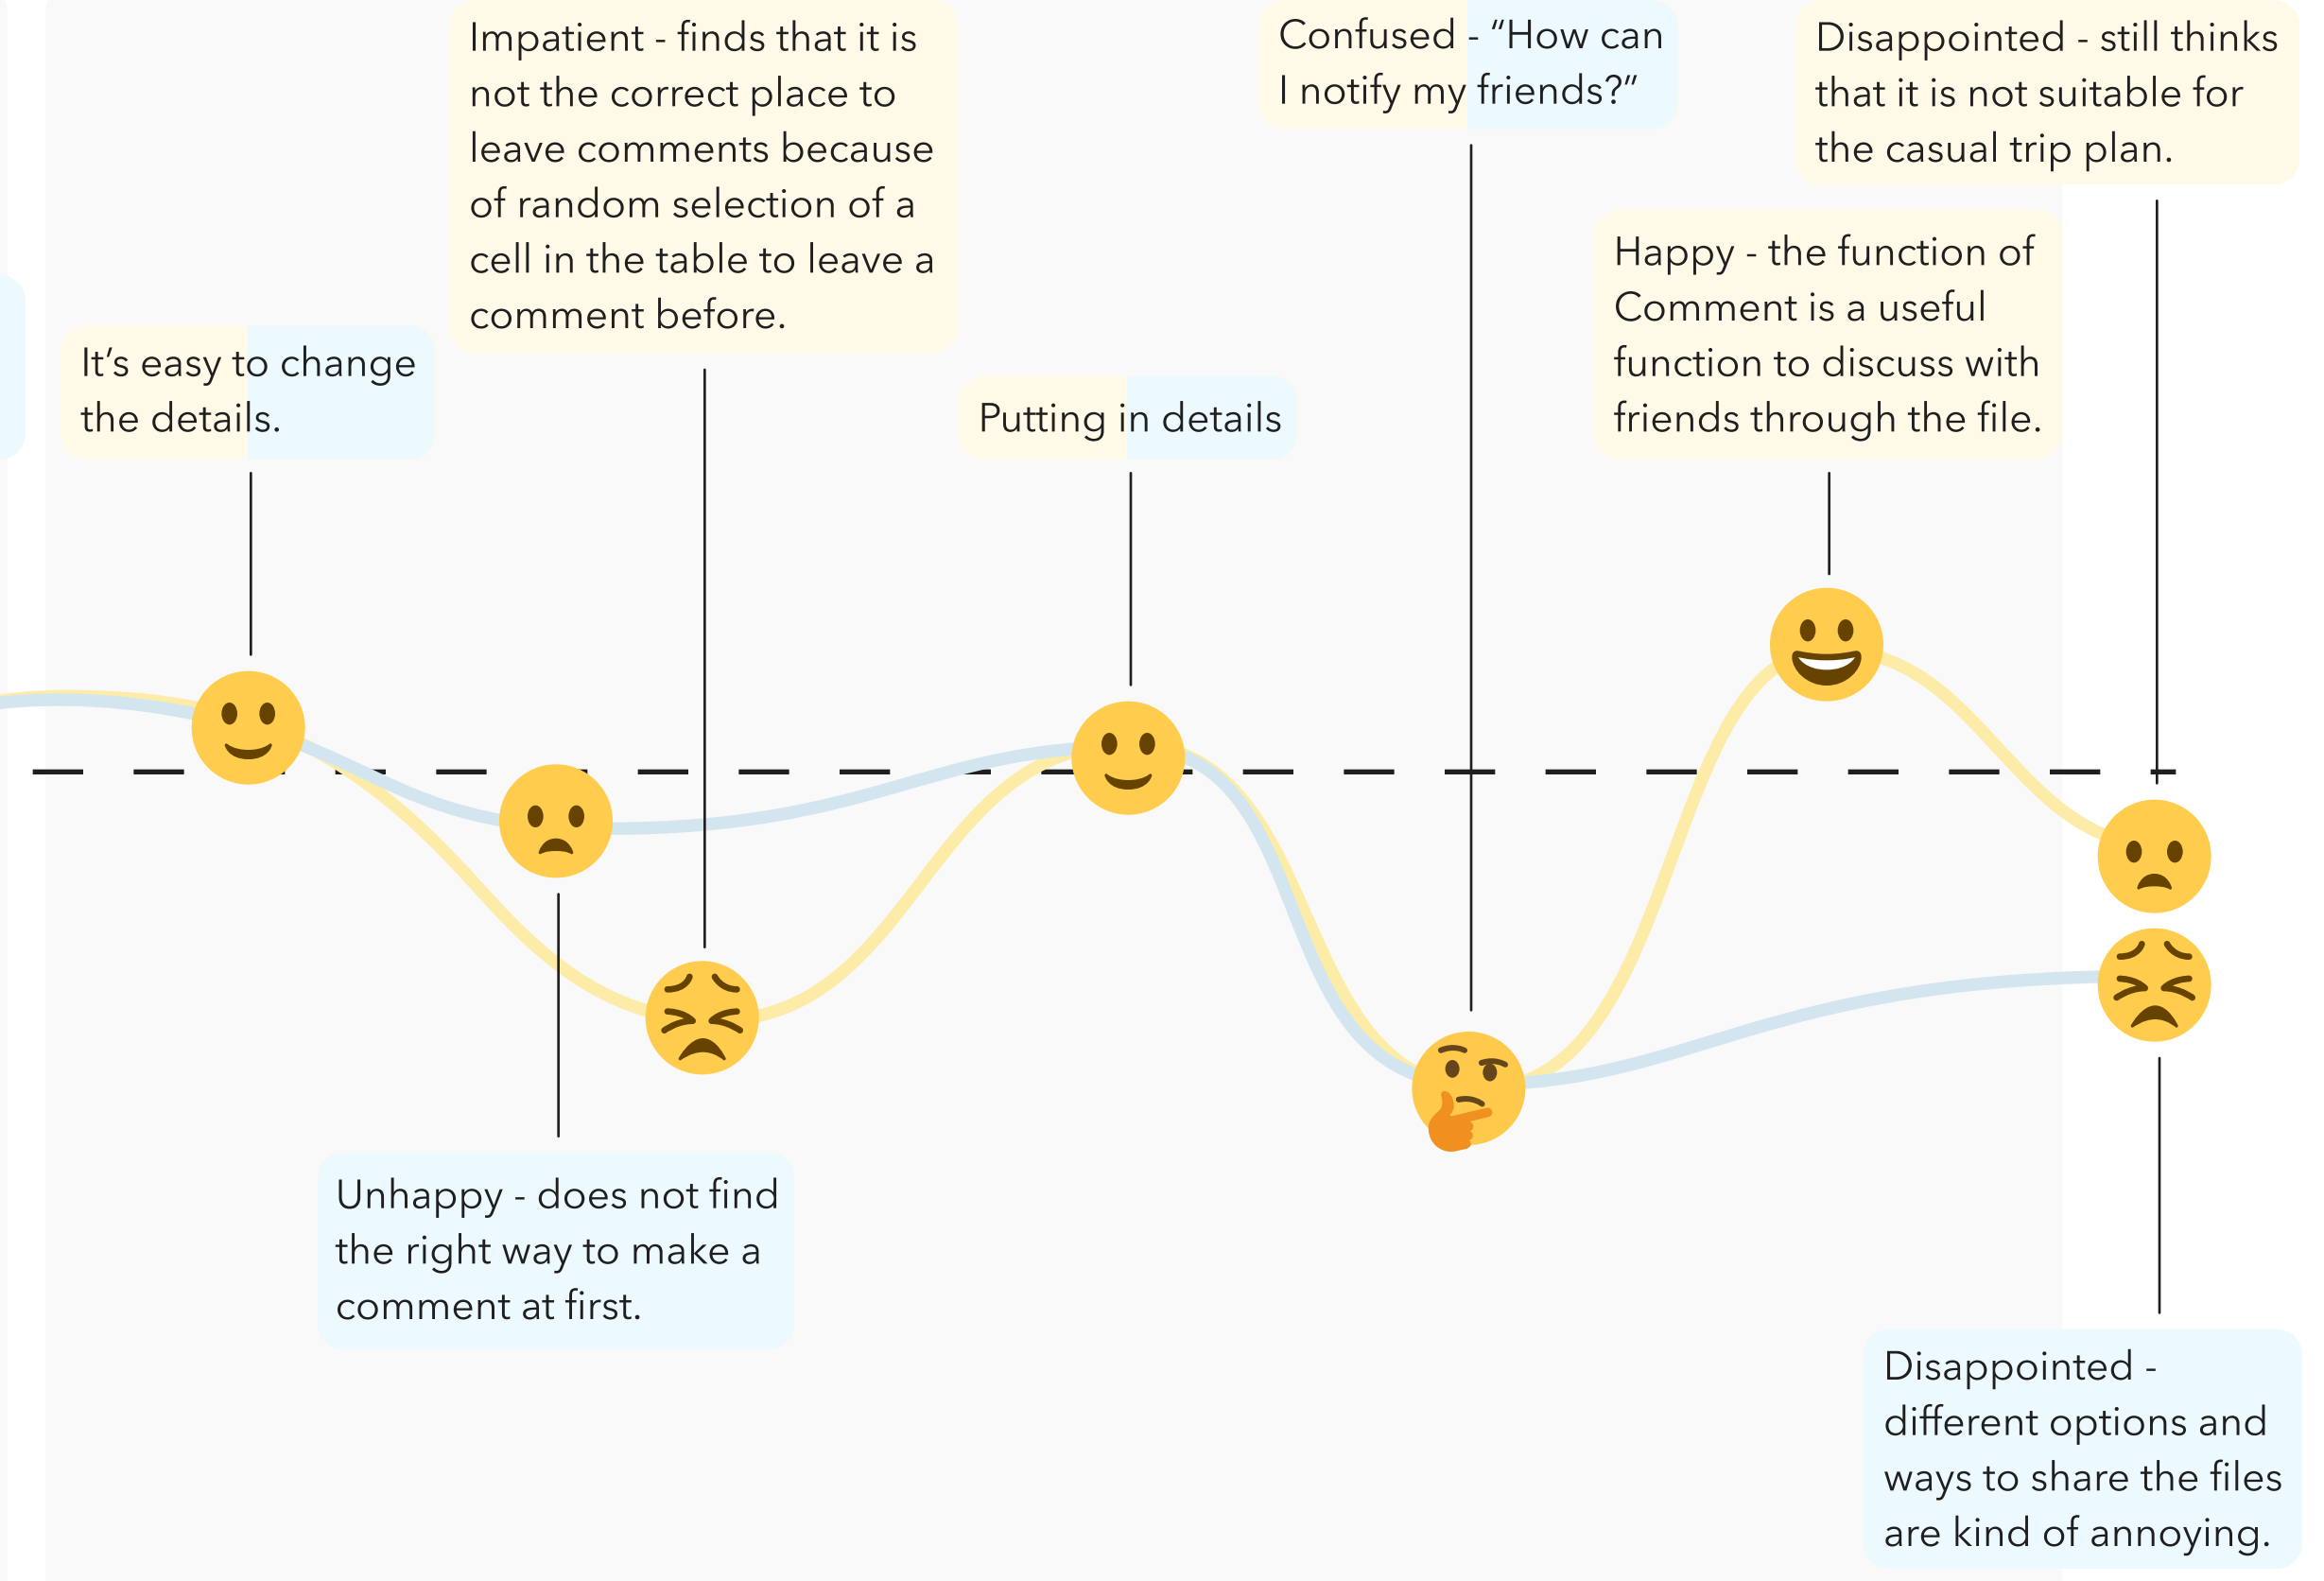 Impatient - finds that it is
not the correct place to
leave comments because
of random selection of a
cell in the table to leave a
comment before.
Confused - “How can
I notify my friends?”
Disappointed - still thinks
that it is not suitable for
the casual trip plan.
Happy - the function of
Comment is a useful
function to discuss with
friends through the file.
It’s easy to change
the details.
Putting in details
Unhappy - does not find
the right way to make a
comment at first.
Disappointed -
different options and
ways to share the files
are kind of annoying.